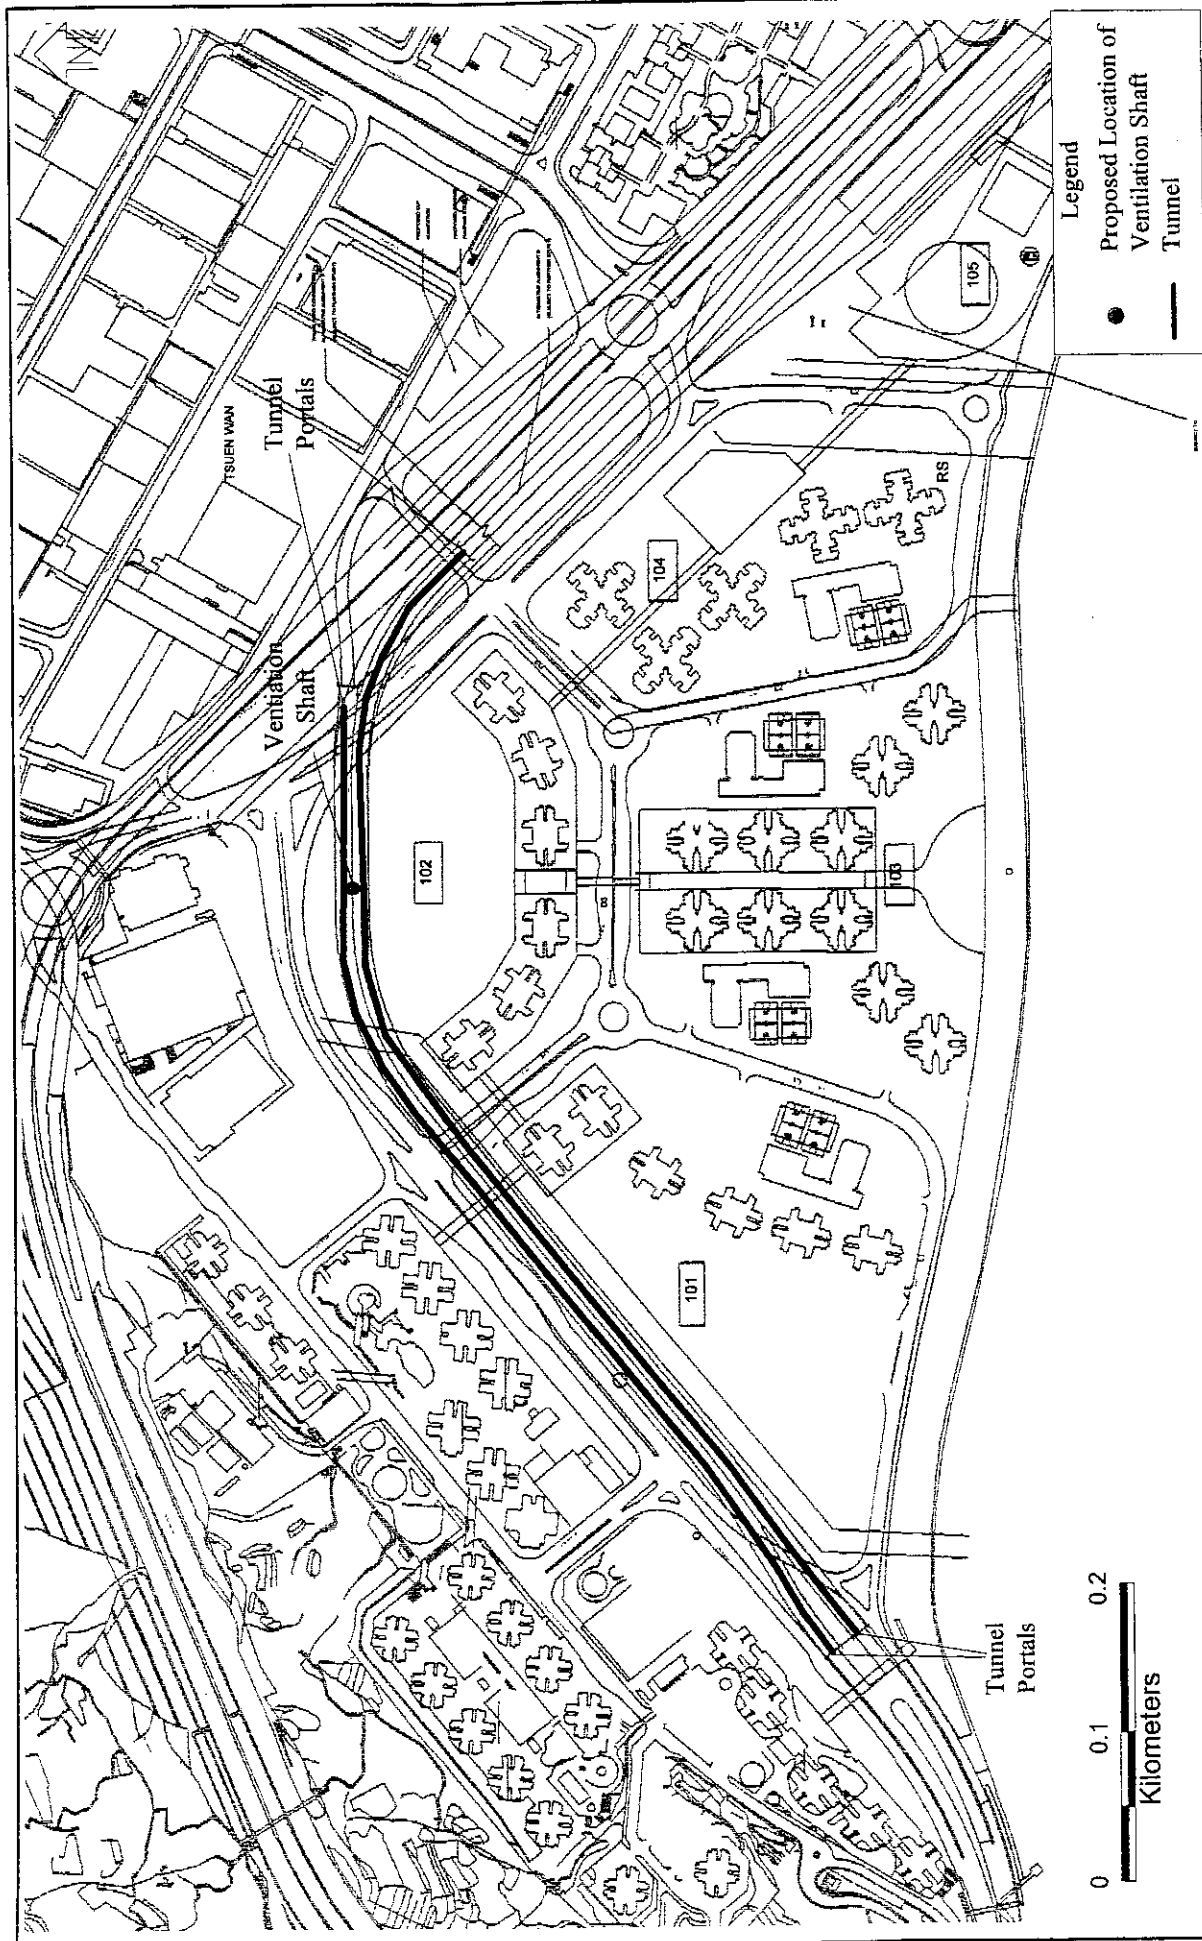 TSUEN WAN
Tunnel
Portals
Ventiation
Shaft
102
104
105
RS
103
101
Tunnel
Portals
0
0.1
0.2
Kilometers
Legend
Proposed Location of
Ventilation Shaft
Tunnel